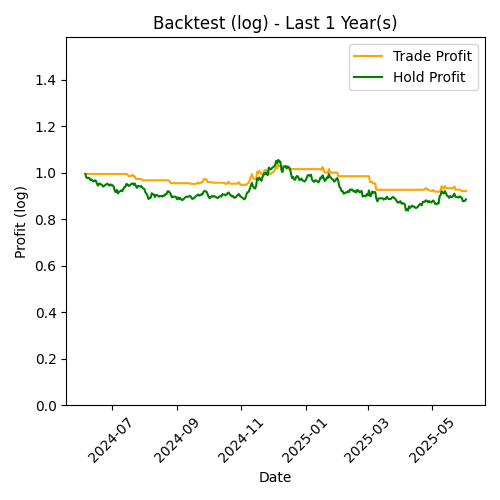 Backtest (log) - Last 1 Year(s)
Trade Profit
Hold Profit
1.4
1.2
1.0
0.8
0.6
0.4
0.2
0.0
Profit (log)
2024-07
2024-09
2024-11
2025-01
2025-03
2025-05
Date